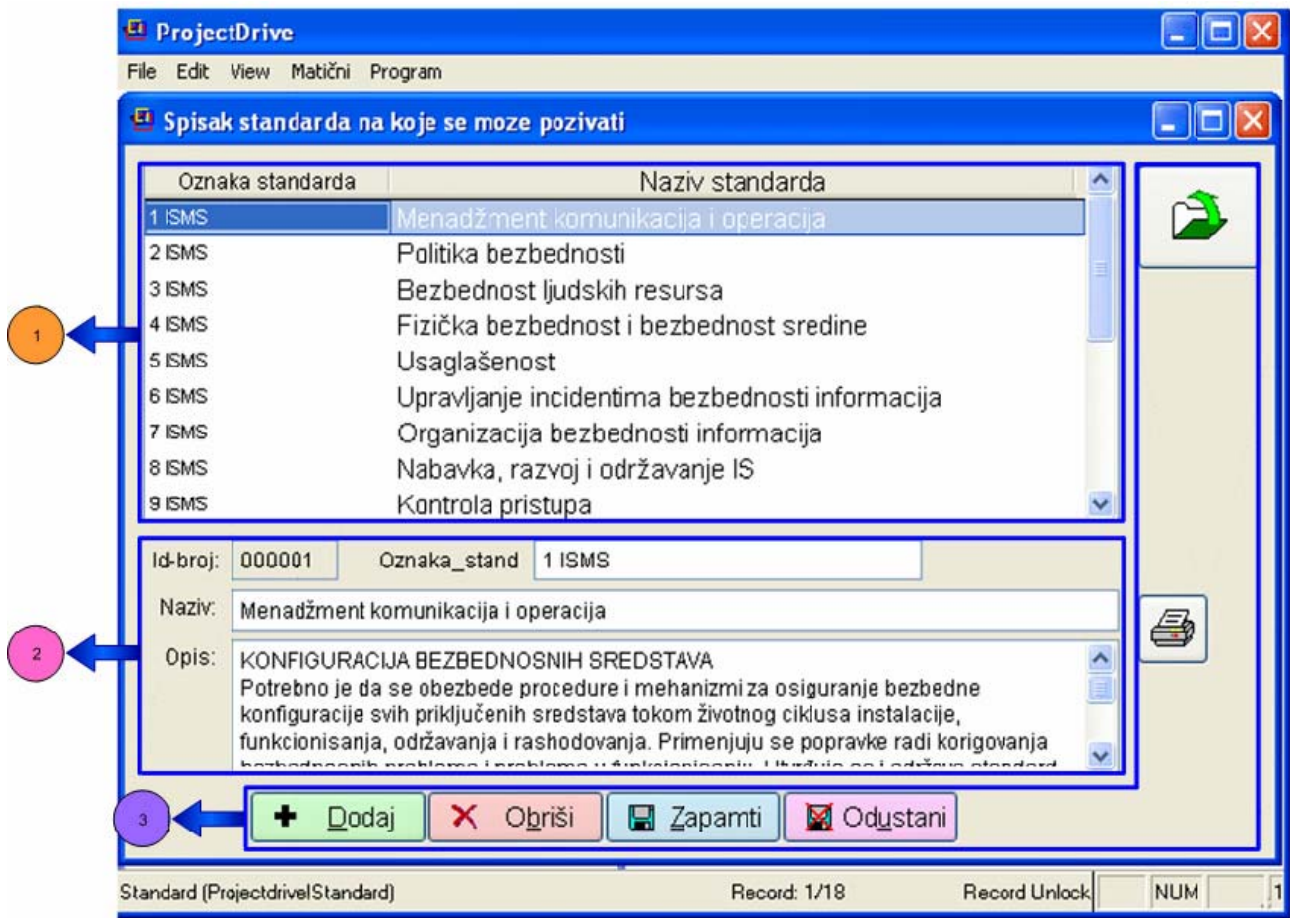 ProjectDrive
File Edit View Matični Program
Spisak standarda na koje se moze pozivati
Oznaka standarda Naziv standarda
1 ISMS Menadžment komunikacija i operacija
2 ISMS Politika bezbednosti
3 ISMS Bezbednost ljudskih resursa
4 ISMS Fizička bezbednost i bezbednost sredine
5 ISMS Usaglašenost
6 ISMS Upravljanje incidentima bezbednosti informacija
7 ISMS Organizacija bezbednosti informacija
8 ISMS Nabavka, razvoj i održavanje IS
9 ISMS Kontrola pristupa
1
Id-broj: 000001 Oznaka_stand 1 ISMS
Naziv: Menadžment komunikacija i operacija
2
Opis: KONFIGURACIJA BEZBEDNOSNIH SREDSTAVA
Potrebno je da se obezbede procedure i mehanizmi za osiguranje bezbedne
konfiguracije svih priključenih sredstava tokom životnog ciklusa instalacije,
funkcionisanja, održavanja i rashodovanja. Primenjuju se popravke radi korigovanja
3
Dodaj Obriši Zapamti Odustani
Standard (Projectdrive!Standard) Record: 1/18 Record Unlock NUM 1